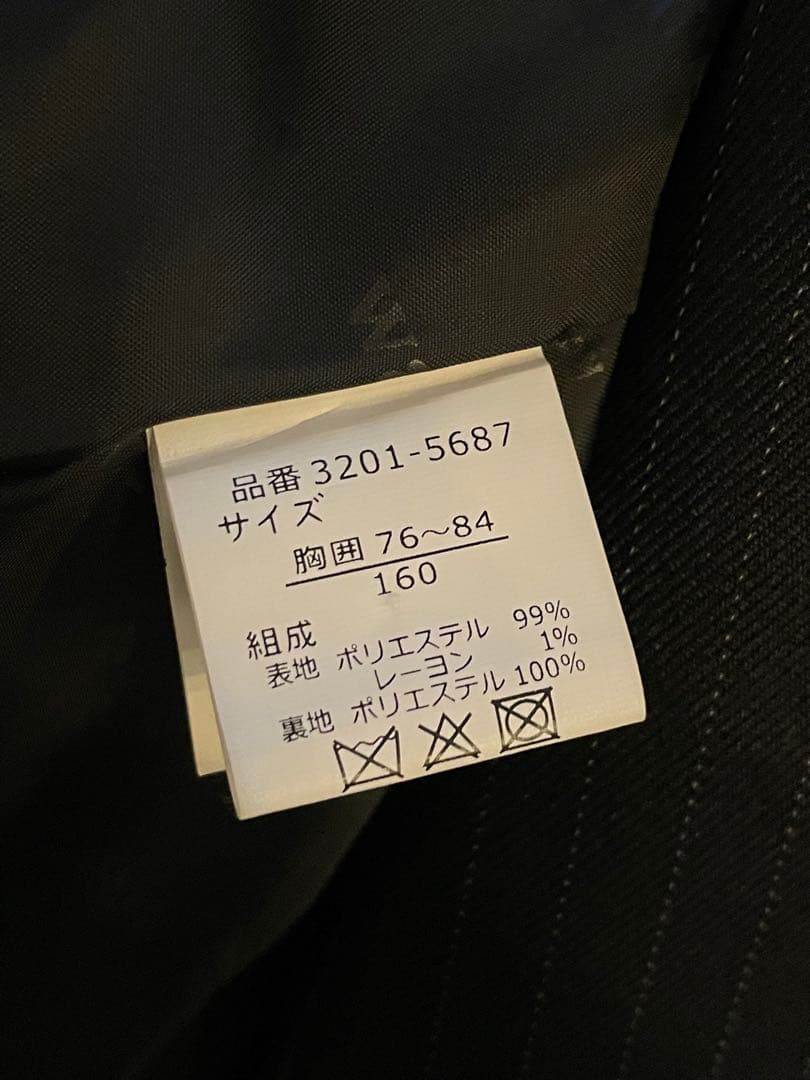 品番 3201-5687
サイズ
胸囲 76～84
160
組成
表地 ポリエステル 99%
レーヨン 1%
裏地 ポリエステル 100%